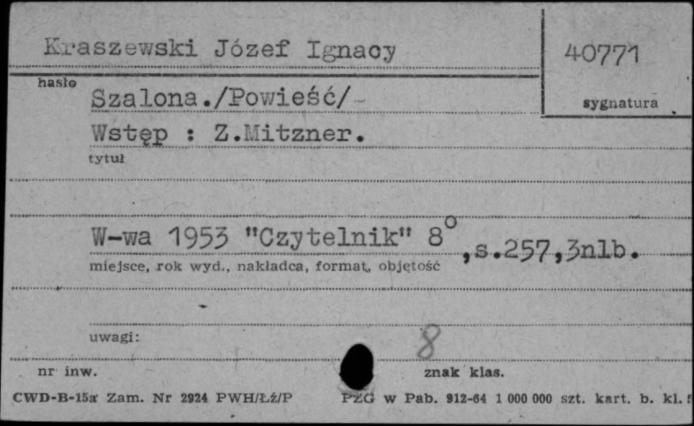 Kraszewski Józef Ignacy
40771
hasło
Szalona./Powieść/-
sygnatura
Wstęp : Z.Mitzner.
tytuł
W-wa 1953 "Czytelnik" 8°,s.257,3nlb.
miejsce, rok wyd., nakładca, format, objętość
uwagi:
8
nr inw.
znak klas.
CWD-B-15a Zam. Nr 2924 PWH/Łź/P PZG w Pab. 912-64 1 000 000 szt. kart. b. kl.